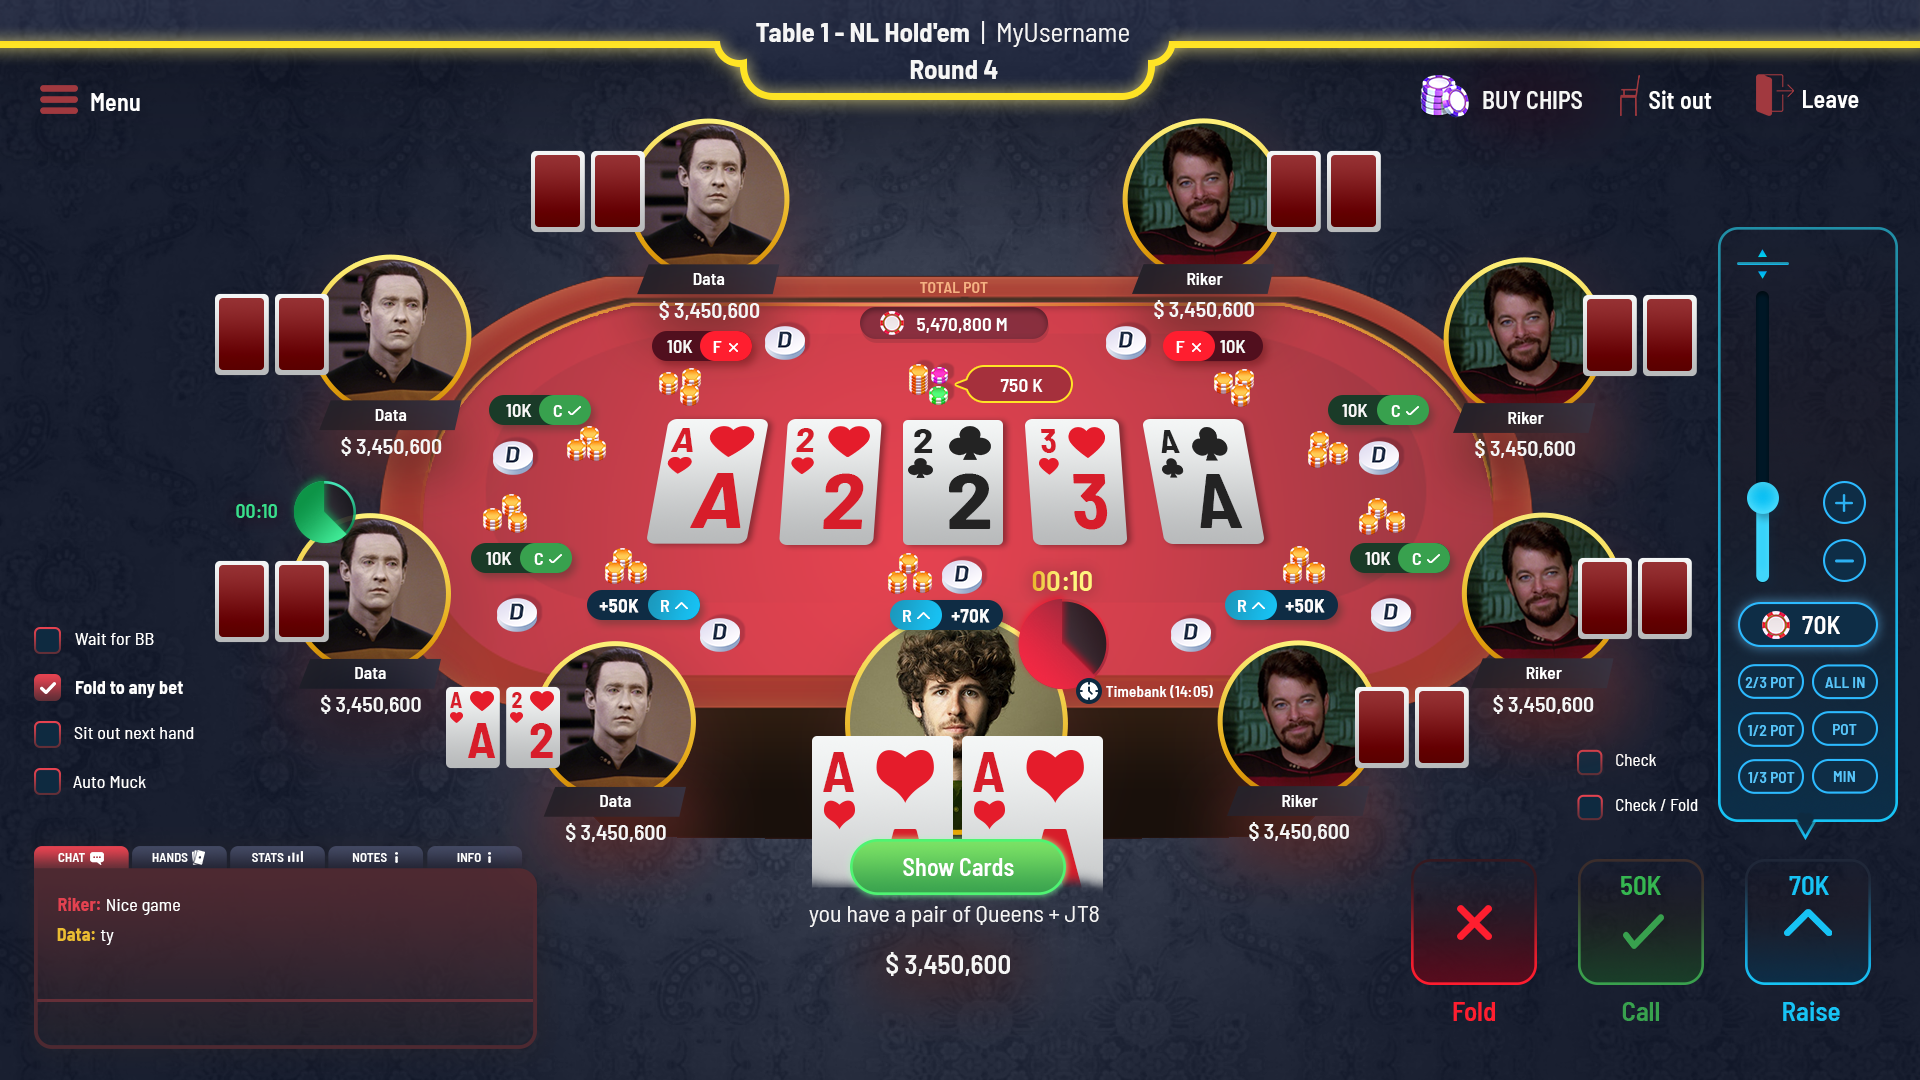 Table 1 - NL Hold'em | MyUsername
Round 4
Menu
BUY CHIPS
Sit out
Leave
Data
$ 3,450,600
10K F
D
TOTAL POT
5,470,800 M
750 K
Riker
$ 3,450,600
D
F 10K
Data
$ 3,450,600
10K C
D
Riker
$ 3,450,600
10K C
D
A
A
2
2
2
2
3
3
A
A
00:10
Data
$ 3,450,600
10K C
D
+50K R
D
D
R +70K
00:10
Timebank (14:05)
R +50K
D
10K C
D
Riker
$ 3,450,600
A
A
2
2
Data
$ 3,450,600
Riker
$ 3,450,600
A
A
A
A
Show Cards
you have a pair of Queens + JT8
$ 3,450,600
Wait for BB
Fold to any bet
Sit out next hand
Auto Muck
CHAT
HANDS
STATS
NOTES
INFO
Riker: Nice game
Data: ty
70K
2/3 POT
ALL IN
1/2 POT
POT
1/3 POT
MIN
Check
Check / Fold
50K
70K
Fold
Call
Raise